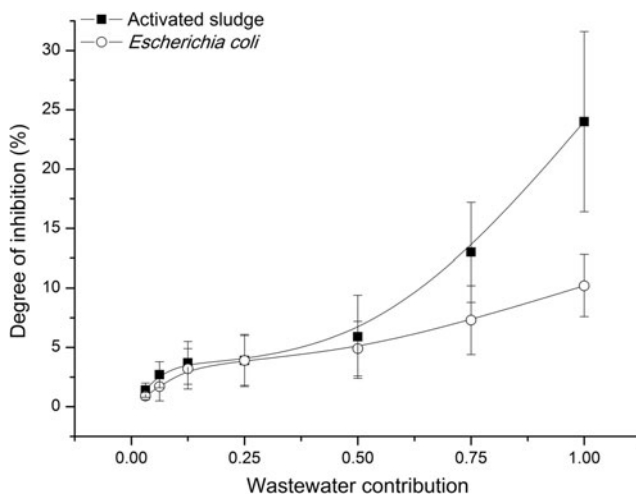 Activated sludge
Escherichia coli
Degree of inhibition (%)
30
25
20
15
10
5
0
0.00 0.25 0.50 0.75 1.00
Wastewater contribution